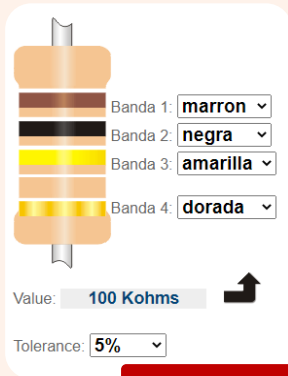 Banda 1: marron
Banda 2: negra
Banda 3: amarilla
Banda 4: dorada
Value: 100 Kohms
Tolerance: 5%